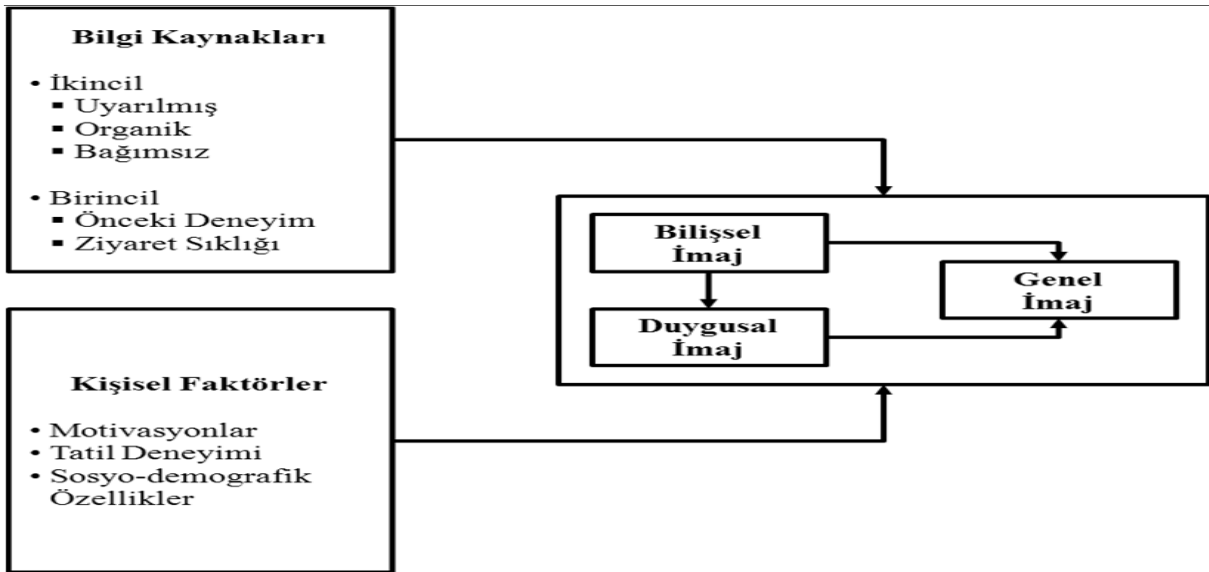 Bilgi Kaynakları
• İkincil
▪ Uyarılmış
▪ Organik
▪ Bağımsız
• Birincil
▪ Önceki Deneyim
▪ Ziyaret Sıklığı
Kişisel Faktörler
• Motivasyonlar
• Tatil Deneyimi
• Sosyo-demografik
Özellikler
Bilişsel
İmaj
Duygusal
İmaj
Genel
İmaj